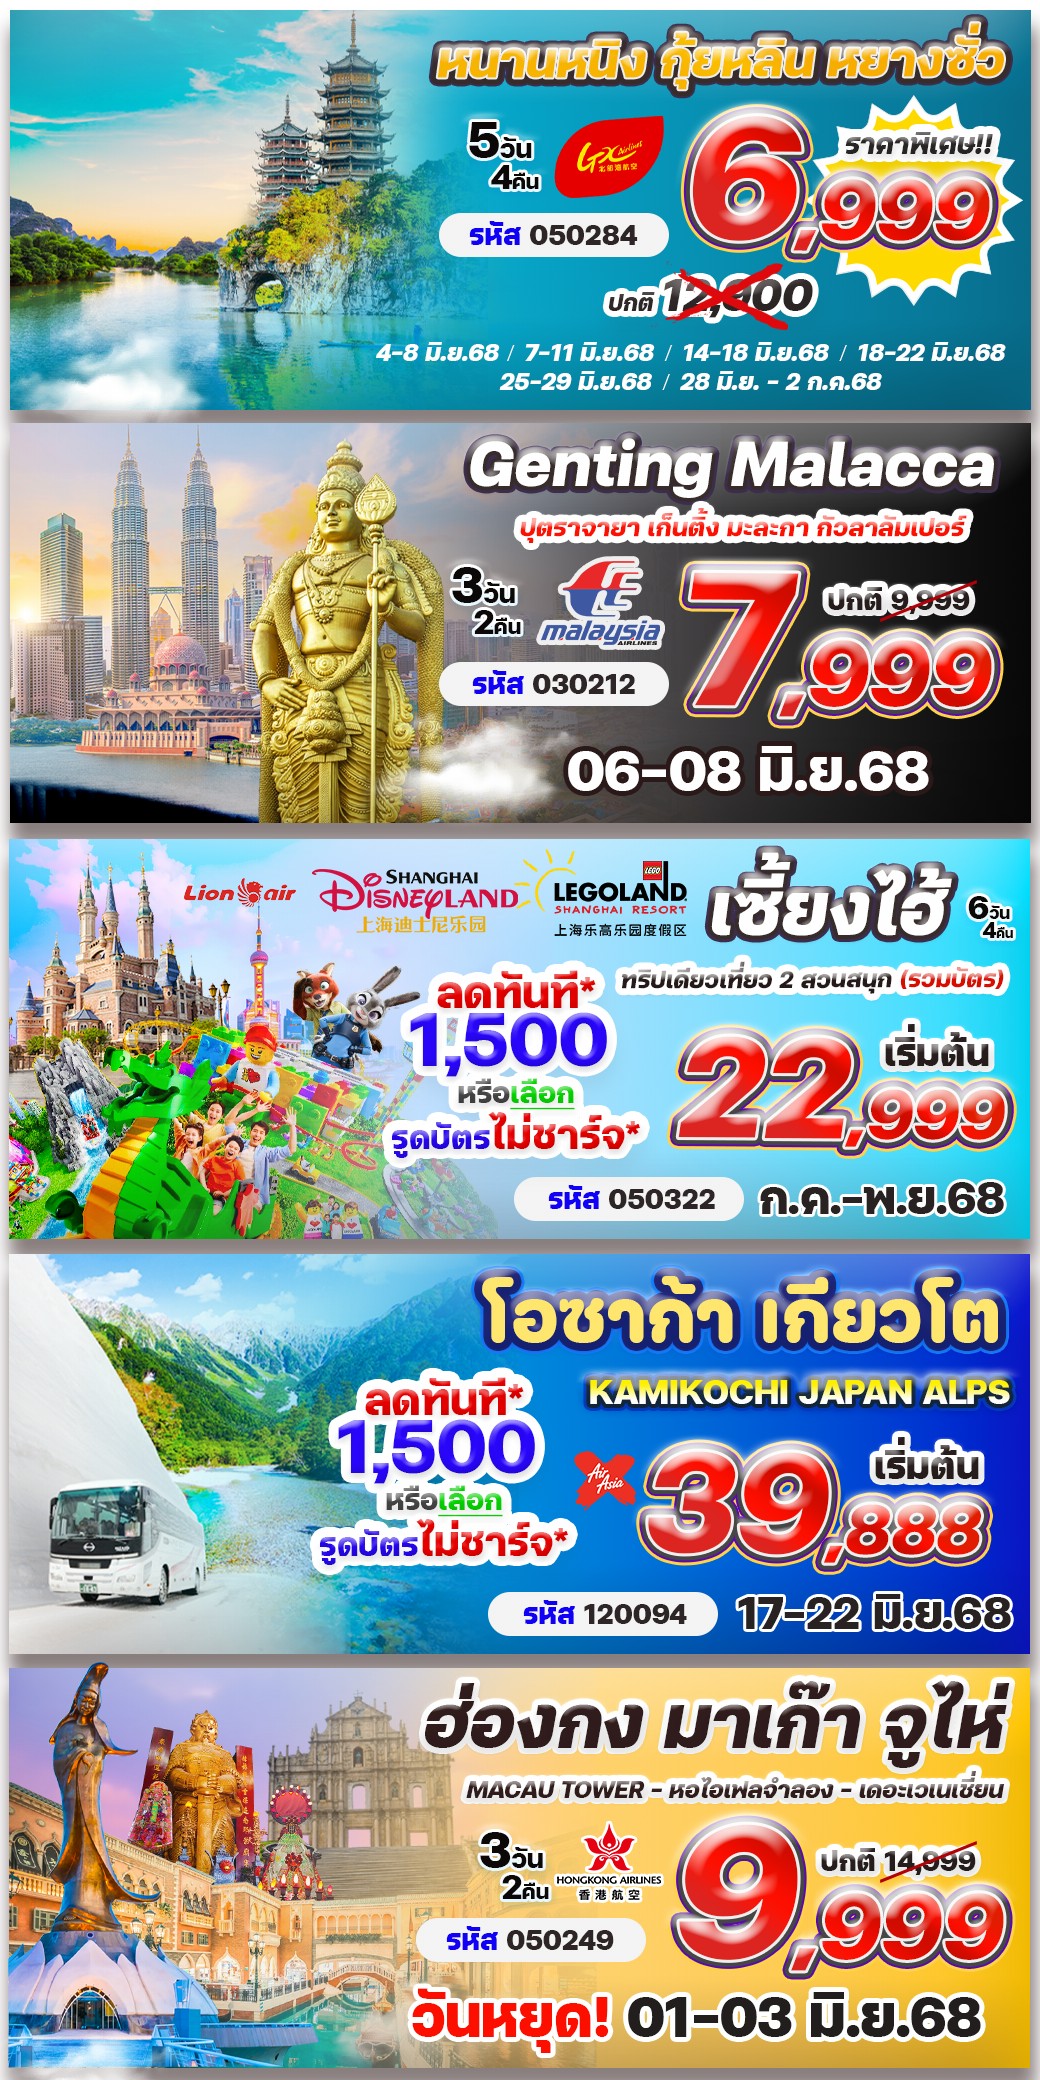 หนานหนิง กุ้ยหลิน หยางซั่ว
5วัน
4คืน
GX Airlines
北部湾航空
ราคาพิเศษ!!
6,999
รหัส 050284
ปกติ 12,900
4-8 มิ.ย.68 / 7-11 มิ.ย.68 / 14-18 มิ.ย.68 / 18-22 มิ.ย.68
25-29 มิ.ย.68 / 28 มิ.ย. - 2 ก.ค.68
Genting Malacca
ปุตราจายา เก็นติ้ง มะละกา กัวลาลัมเปอร์
3วัน
2คืน
malaysia
AIRLINES
ปกติ 9,999
7,999
รหัส 030212
06-08 มิ.ย.68
Lion air
SHANGHAI
DISNEYLAND
上海迪士尼乐园
LEGO
LEGOLAND
SHANGHAI RESORT
上海乐高乐园度假区
เซี้ยงไฮ้
6วัน
4คืน
ทริปเดียวเที่ยว 2 สวนสนุก (รวมบัตร)
ลดทันที*
1,500
หรือเลือก
รูดบัตรไม่ชาร์จ*
เริ่มต้น
22,999
รหัส 050322
ก.ค.-พ.ย.68
โอซาก้า เกียวโต
KAMIKOCHI JAPAN ALPS
ลดทันที*
1,500
หรือเลือก
รูดบัตรไม่ชาร์จ*
Air Asia
X
เริ่มต้น
39,888
รหัส 120094
17-22 มิ.ย.68
ฮ่องกง มาเก๊า จูไห่
MACAU TOWER - หอไอเฟลจำลอง - เดอะเวเนเชี่ยน
3วัน
2คืน
HONGKONG AIRLINES
香港航空
ปกติ 14,999
9,999
รหัส 050249
วันหยุด! 01-03 มิ.ย.68